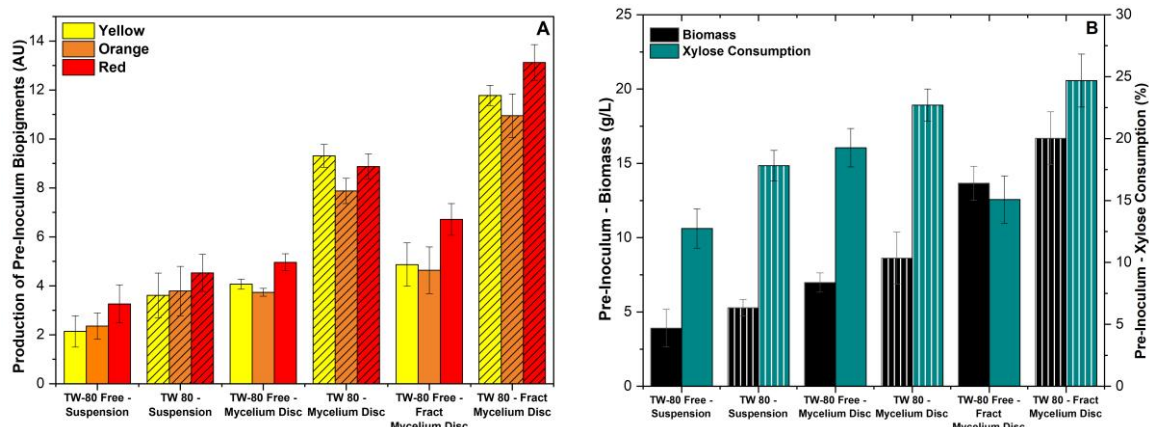 A
Yellow
Orange
Red
Production of Pre-Inoculum Biopigments (AU)
14
12
10
8
6
4
2
0
TW-80 Free -
Suspension
TW 80 -
Suspension
TW-80 Free -
Mycelium Disc
TW 80 -
Mycelium Disc
TW-80 Free -
Fract
Mycelium Disc
TW 80 - Fract
Mycelium Disc
B
Biomass
Xylose Consumption
Pre-Inoculum - Biomass (g/L)
25
20
15
10
5
0
Pre-Inoculum - Xylose Consumption (%)
30
25
20
15
10
5
0
TW-80 Free -
Suspension
TW 80 -
Suspension
TW-80 Free -
Mycelium Disc
TW 80 -
Mycelium Disc
TW-80 Free -
Fract
Mycelium Disc
TW 80 - Fract
Mycelium Disc